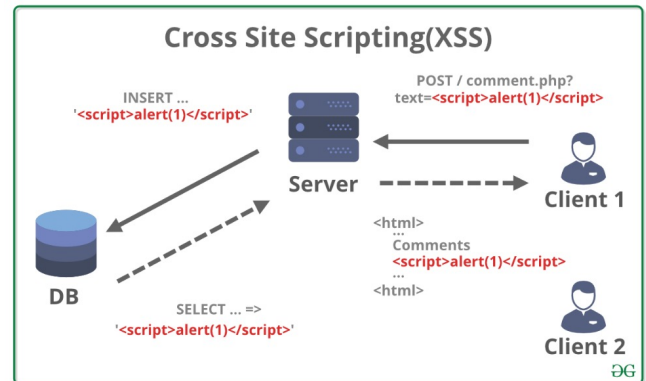 Cross Site Scripting(XSS)
POST / comment.php?
text=<script>alert(1)</script>
INSERT ...
'<script>alert(1)</script>'
Server
Client 1
<html>
...
Comments
<script>alert(1)</script>
...
<html>
DB
SELECT ... =>
'<script>alert(1)</script>'
Client 2